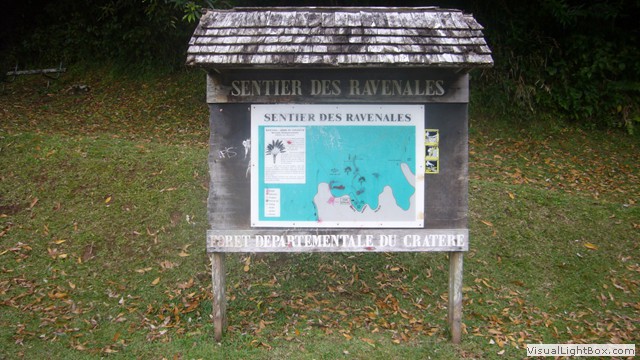 SENTIER DES RAVENALES
SENTIER DES RAVENALES
FORET DEPARTEMENTALE DU CRATERE
VisualLightBox.com